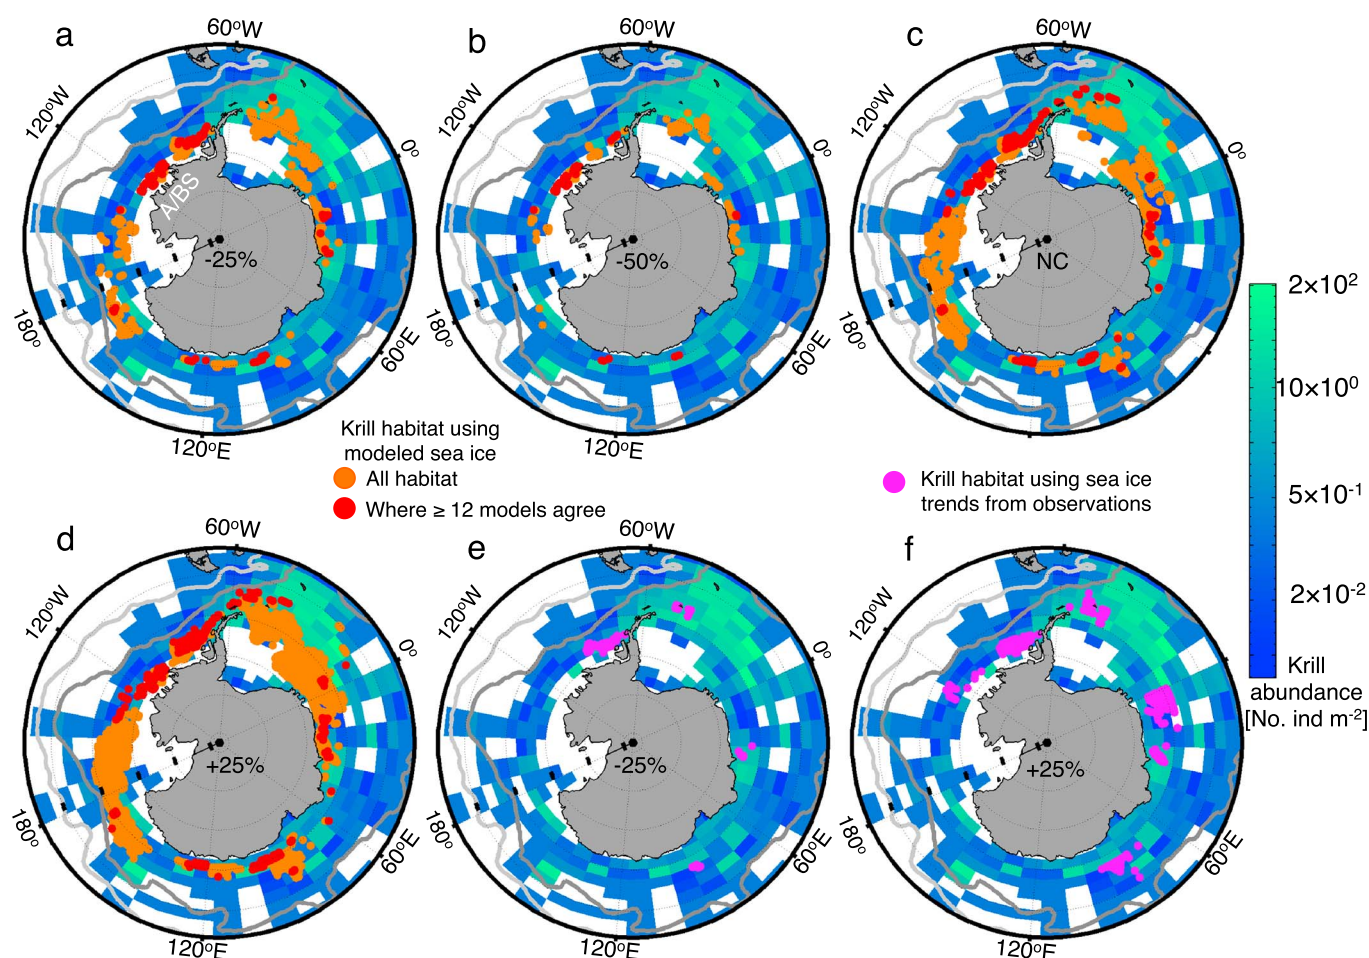 a
60°W
120°W
0°
A/BS
-25%
180°
60°E
120°E
b
60°W
120°W
0°
-50%
180°
60°E
120°E
c
60°W
120°W
0°
NC
180°
2×10²
10×10⁰
5×10⁻¹
2×10⁻²
Krill
abundance
[No. ind m⁻²]
Krill habitat using
modeled sea ice
All habitat
Where ≥ 12 models agree
Krill habitat using sea ice
trends from observations
d
60°W
120°W
0°
+25%
180°
60°E
120°E
e
60°W
120°W
0°
-25%
180°
60°E
120°E
f
60°W
120°W
0°
+25%
180°
60°E
120°E